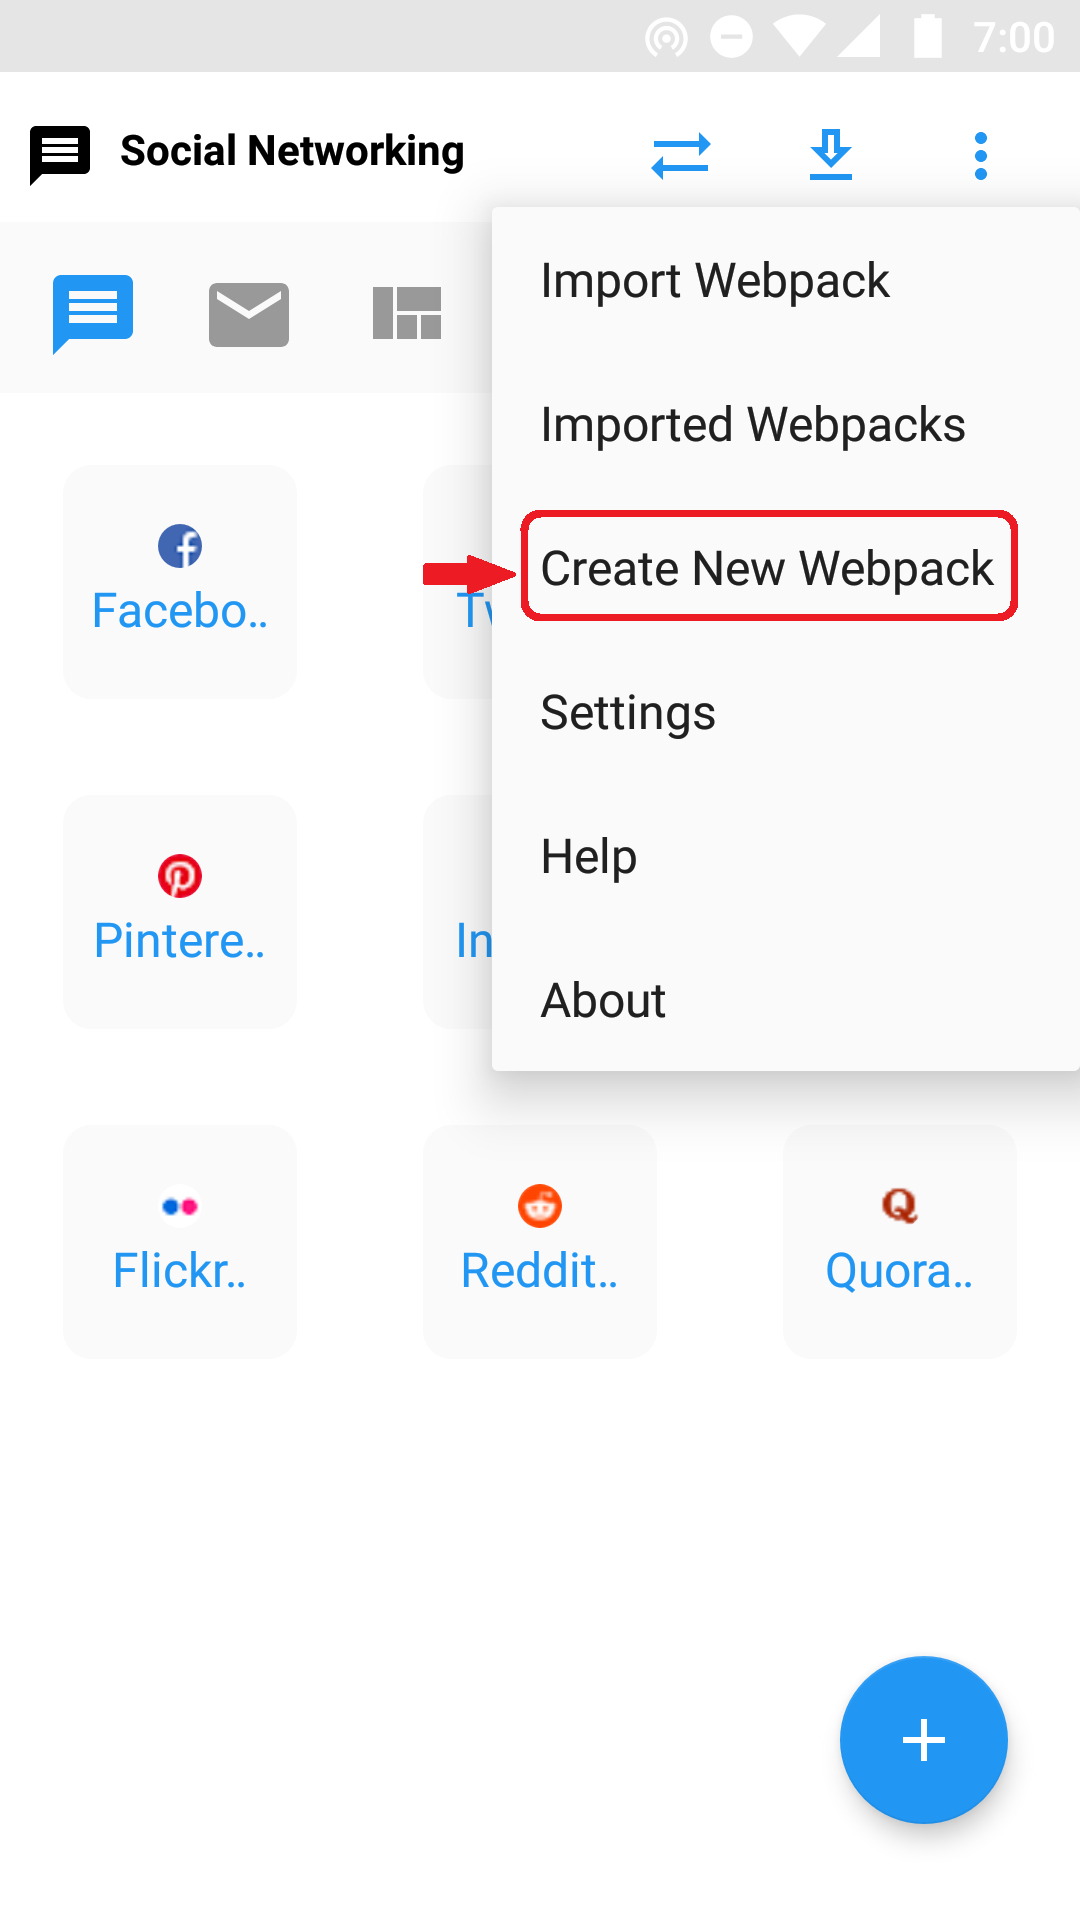 7:00
Social Networking
Import Webpack
Imported Webpacks
Create New Webpack
Settings
Help
About
Facebo..
Tw
Pintere..
In
Flickr..
Reddit..
Quora..